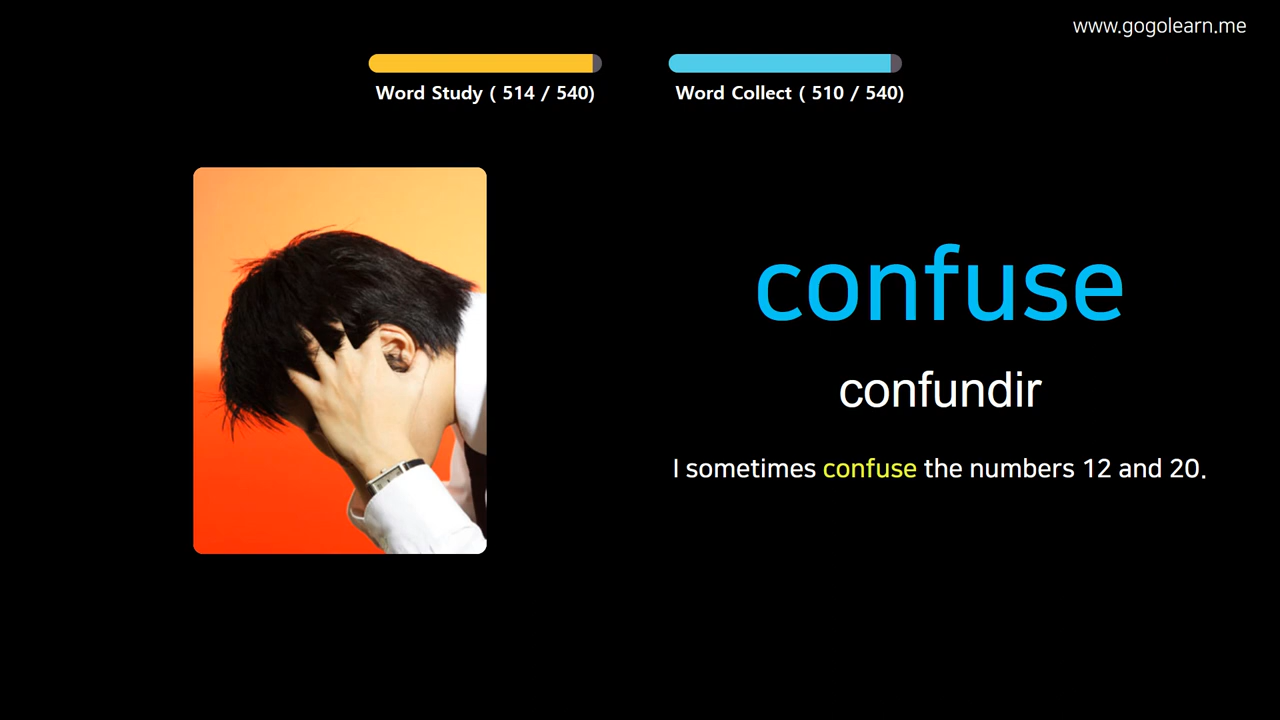 www.gogolearn.me
Word Study ( 514 / 540)
Word Collect ( 510 / 540)
confuse
confundir
I sometimes confuse the numbers 12 and 20.